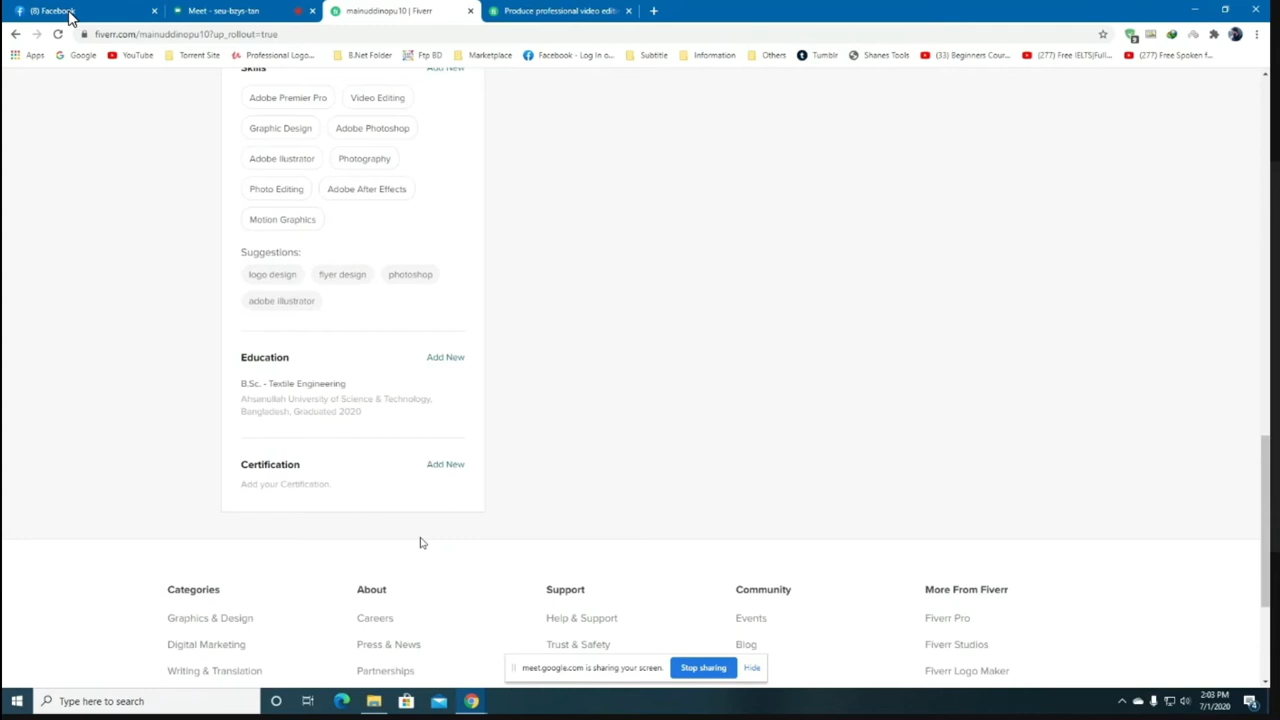 (8) Facebook
Meet - seu-bzys-tan
mainuddinopu10 | Fiverr
Produce professional video edit
fiverr.com/mainuddinopu10?up_rollout=true
Apps
Google
YouTube
Torrent Site
Professional Logo...
B.Net Folder
Ftp BD
Marketplace
Facebook - Log In o...
Subtitle
Information
Others
Tumblr
Shanes Tools
(33) Beginners Cour...
(277) Free IELTS|Full...
(277) Free Spoken f...
Skills
Add New
Adobe Premier Pro
Video Editing
Graphic Design
Adobe Photoshop
Adobe Ilustrator
Photography
Photo Editing
Adobe After Effects
Motion Graphics
Suggestions:
logo design
flyer design
photoshop
adobe illustrator
Education
Add New
B.Sc. - Textile Engineering
Ahsanullah University of Science & Technology,
Bangladesh, Graduated 2020
Certification
Add New
Add your Certification.
Categories
About
Support
Community
More From Fiverr
Graphics & Design
Careers
Help & Support
Events
Fiverr Pro
Digital Marketing
Press & News
Trust & Safety
Blog
Fiverr Studios
Writing & Translation
Partnerships
Fiverr Logo Maker
meet.google.com is sharing your screen.
Stop sharing
Hide
Type here to search
2:03 PM
7/1/2020
4